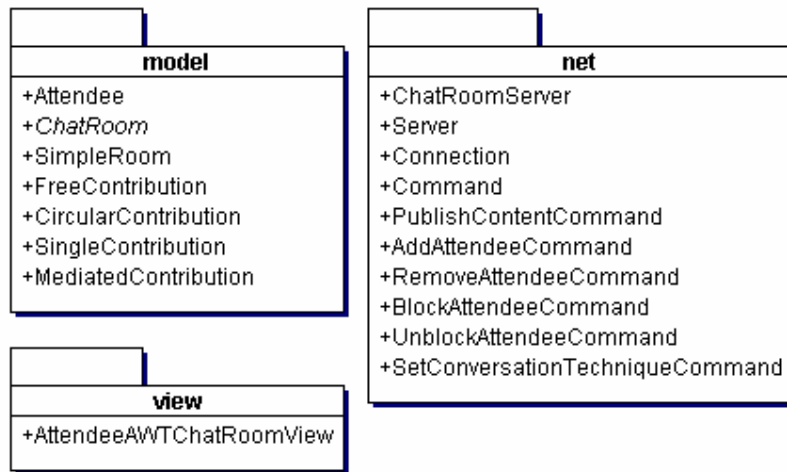 model
+Attendee
+ChatRoom
+SimpleRoom
+FreeContribution
+CircularContribution
+SingleContribution
+MediatedContribution
net
+ChatRoomServer
+Server
+Connection
+Command
+PublishContentCommand
+AddAttendeeCommand
+RemoveAttendeeCommand
+BlockAttendeeCommand
+UnblockAttendeeCommand
+SetConversationTechniqueCommand
view
+AttendeeAWTChatRoomView